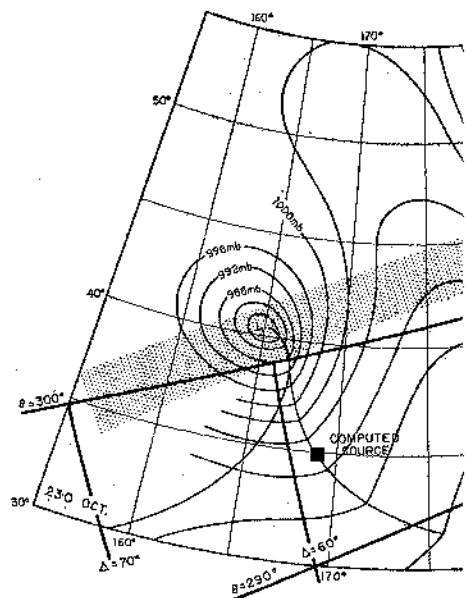 160°
170°
50°
1000mb
996mb
992mb
988mb
L
40°
θ=300°
COMPUTED
SOURCE
30°
23·0 OCT.
160°
Δ=70°
Δ=60°
θ=290°
170°